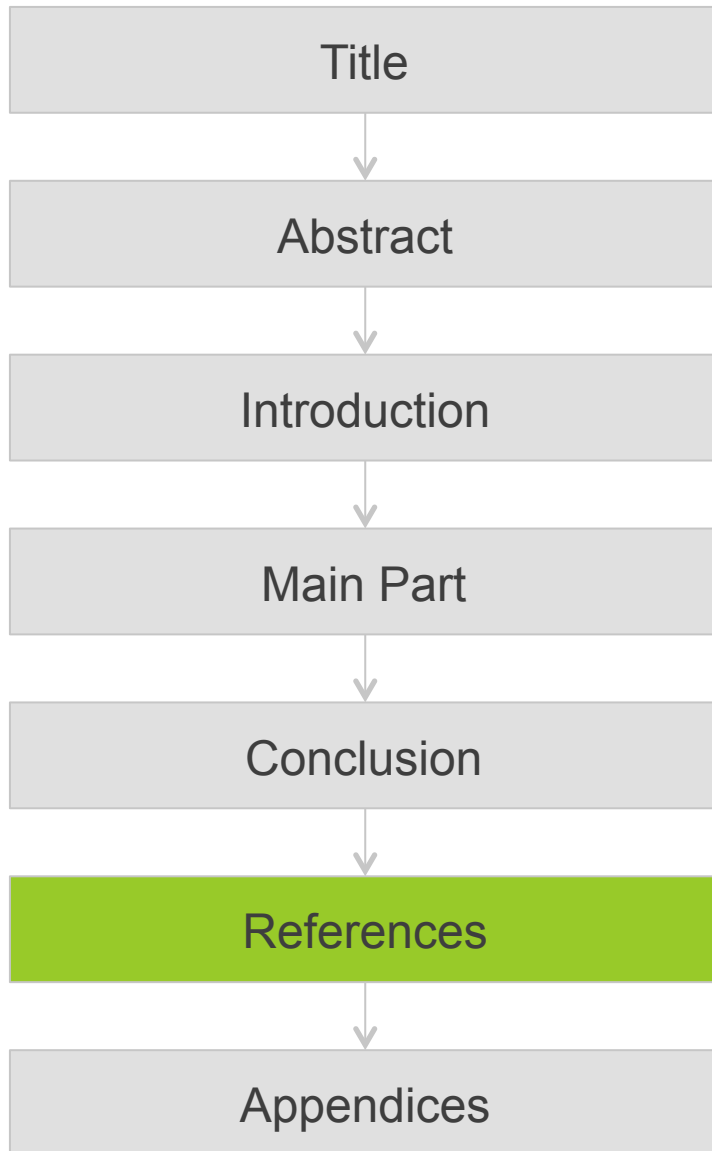 Title
Abstract
Introduction
Main Part
Conclusion
References
Appendices